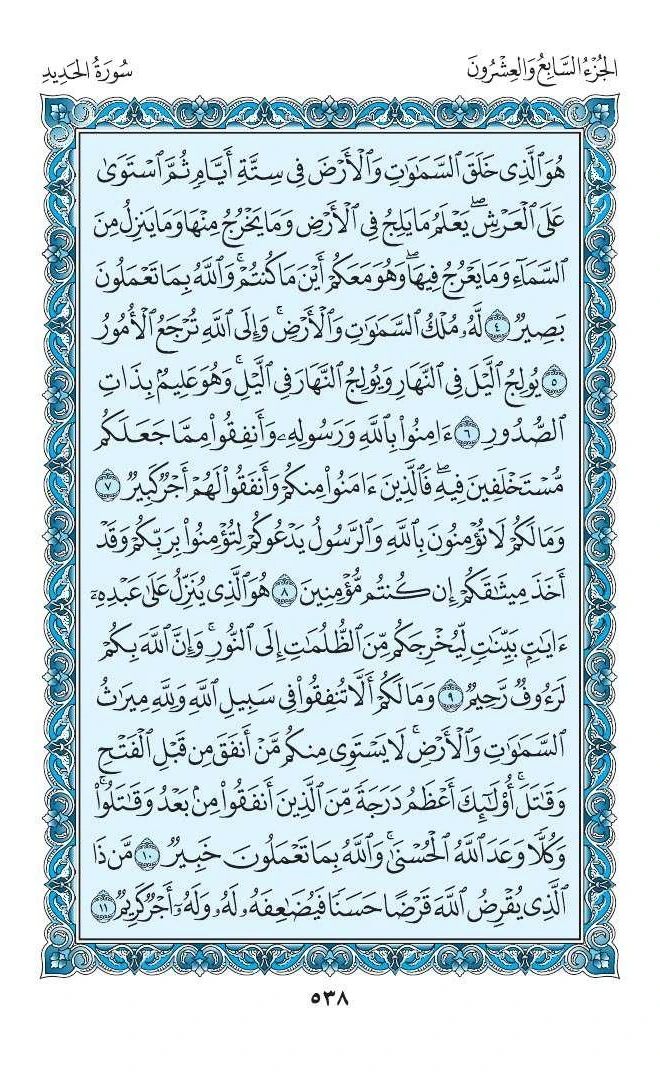 الجُزْءُ السَّابِعُ وَالعِشْرُونَ
سُورَةُ الحَدِيدِ
هُوَ ٱلَّذِى خَلَقَ ٱلسَّمَٰوَٰتِ وَٱلْأَرْضَ فِى سِتَّةِ أَيَّامٍ ثُمَّ ٱسْتَوَىٰ
عَلَى ٱلْعَرْشِ ۖ يَعْلَمُ مَا يَلِجُ فِى ٱلْأَرْضِ وَمَا يَخْرُجُ مِنْهَا وَمَا يَنزِلُ مِنَ
ٱلسَّمَآءِ وَمَا يَعْرُجُ فِيهَا ۖ وَهُوَ مَعَكُمْ أَيْنَ مَا كُنتُمْ ۚ وَٱللَّهُ بِمَا تَعْمَلُونَ
بَصِيرٌ ٤ لَّهُۥ مُلْكُ ٱلسَّمَٰوَٰتِ وَٱلْأَرْضِ ۚ وَإِلَى ٱللَّهِ تُرْجَعُ ٱلْأُمُورُ
٥ يُولِجُ ٱلَّيْلَ فِى ٱلنَّهَارِ وَيُولِجُ ٱلنَّهَارَ فِى ٱلَّيْلِ ۚ وَهُوَ عَلِيمٌۢ بِذَاتِ
ٱلصُّدُورِ ٦ ءَامِنُوا۟ بِٱللَّهِ وَرَسُولِهِۦ وَأَنفِقُوا۟ مِمَّا جَعَلَكُم
مُّسْتَخْلَفِينَ فِيهِ ۖ فَٱلَّذِينَ ءَامَنُوا۟ مِنكُمْ وَأَنفَقُوا۟ لَهُمْ أَجْرٌ كَبِيرٌ ٧
وَمَا لَكُمْ لَا تُؤْمِنُونَ بِٱللَّهِ وَٱلرَّسُولُ يَدْعُوكُمْ لِتُؤْمِنُوا۟ بِرَبِّكُمْ وَقَدْ
أَخَذَ مِيثَٰقَكُمْ إِن كُنتُم مُّؤْمِنِينَ ٨ هُوَ ٱلَّذِى يُنَزِّلُ عَلَىٰ عَبْدِهِۦٓ
ءَايَٰتٍۭ بَيِّنَٰتٍ لِّيُخْرِجَكُم مِّنَ ٱلظُّلُمَٰتِ إِلَى ٱلنُّورِ ۚ وَإِنَّ ٱللَّهَ بِكُمْ
لَرَءُوفٌ رَّحِيمٌ ٩ وَمَا لَكُمْ أَلَّا تُنفِقُوا۟ فِى سَبِيلِ ٱللَّهِ وَلِلَّهِ مِيرَٰثُ
ٱلسَّمَٰوَٰتِ وَٱلْأَرْضِ ۚ لَا يَسْتَوِى مِنكُم مَّنْ أَنفَقَ مِن قَبْلِ ٱلْفَتْحِ
وَقَٰتَلَ ۚ أُو۟لَٰٓئِكَ أَعْظَمُ دَرَجَةً مِّنَ ٱلَّذِينَ أَنفَقُوا۟ مِنۢ بَعْدُ وَقَٰتَلُوا۟ ۚ
وَكُلًّا وَعَدَ ٱللَّهُ ٱلْحُسْنَىٰ ۚ وَٱللَّهُ بِمَا تَعْمَلُونَ خَبِيرٌ ١٠ مَّن ذَا
ٱلَّذِى يُقْرِضُ ٱللَّهَ قَرْضًا حَسَنًا فَيُضَٰعِفَهُۥ لَهُۥ وَلَهُۥٓ أَجْرٌ كَرِيمٌ ١١
٥٣٨